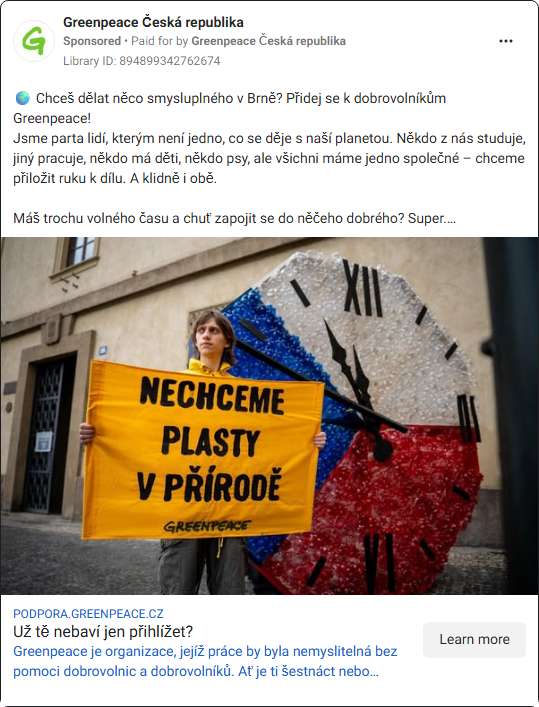 Greenpeace Česká republika
Sponsored • Paid for by Greenpeace Česká republika
Library ID: 894899342762674
🌍 Chceš dělat něco smysluplného v Brně? Přidej se k dobrovolníkům
Greenpeace!
Jsme parta lidí, kterým není jedno, co se děje s naší planetou. Někdo z nás studuje,
jiný pracuje, někdo má děti, někdo psy, ale všichni máme jedno společné – chceme
přiložit ruku k dílu. A klidně i obě.
Máš trochu volného času a chuť zapojit se do něčeho dobrého? Super....
XII
III
VI
NECHCEME
PLASTY
V PŘÍRODĚ
GREENPEACE
PODPORA.GREENPEACE.CZ
Už tě nebaví jen přihlížet?
Greenpeace je organizace, jejíž práce by byla nemyslitelná bez
pomoci dobrovolnic a dobrovolníků. Ať je ti šestnáct nebo...
Learn more